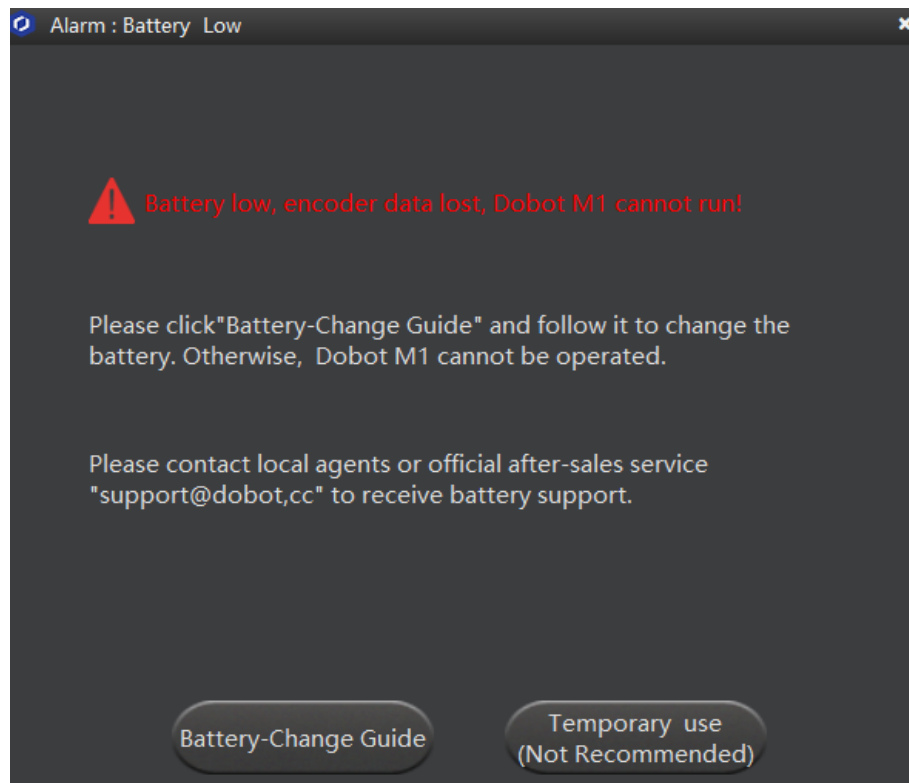 Alarm : Battery Low
Battery low, encoder data lost, Dobot M1 cannot run!
Please click"Battery-Change Guide" and follow it to change the
battery. Otherwise, Dobot M1 cannot be operated.
Please contact local agents or official after-sales service
"support@dobot,cc" to receive battery support.
Battery-Change Guide
Temporary use
(Not Recommended)